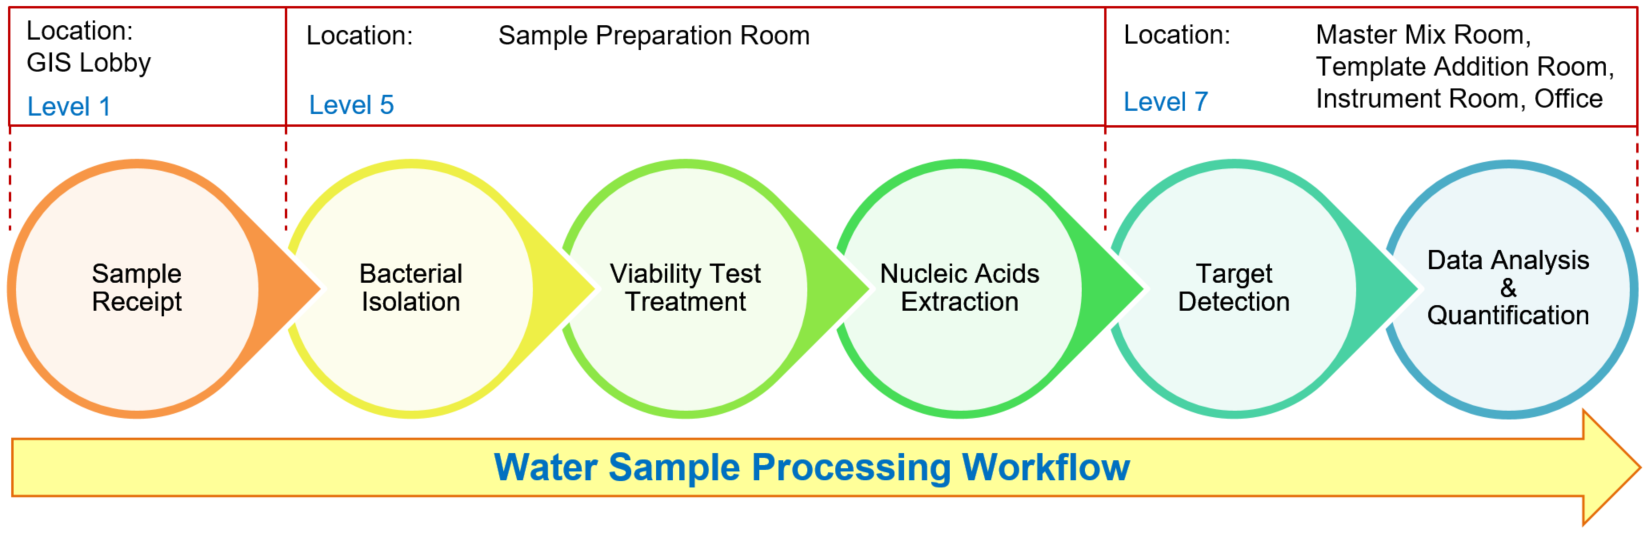 Location:
GIS Lobby
Level 1
Location: Sample Preparation Room
Level 5
Location: Master Mix Room,
Template Addition Room,
Level 7 Instrument Room, Office
Sample
Receipt
Bacterial
Isolation
Viability Test
Treatment
Nucleic Acids
Extraction
Target
Detection
Data Analysis
&
Quantification
Water Sample Processing Workflow